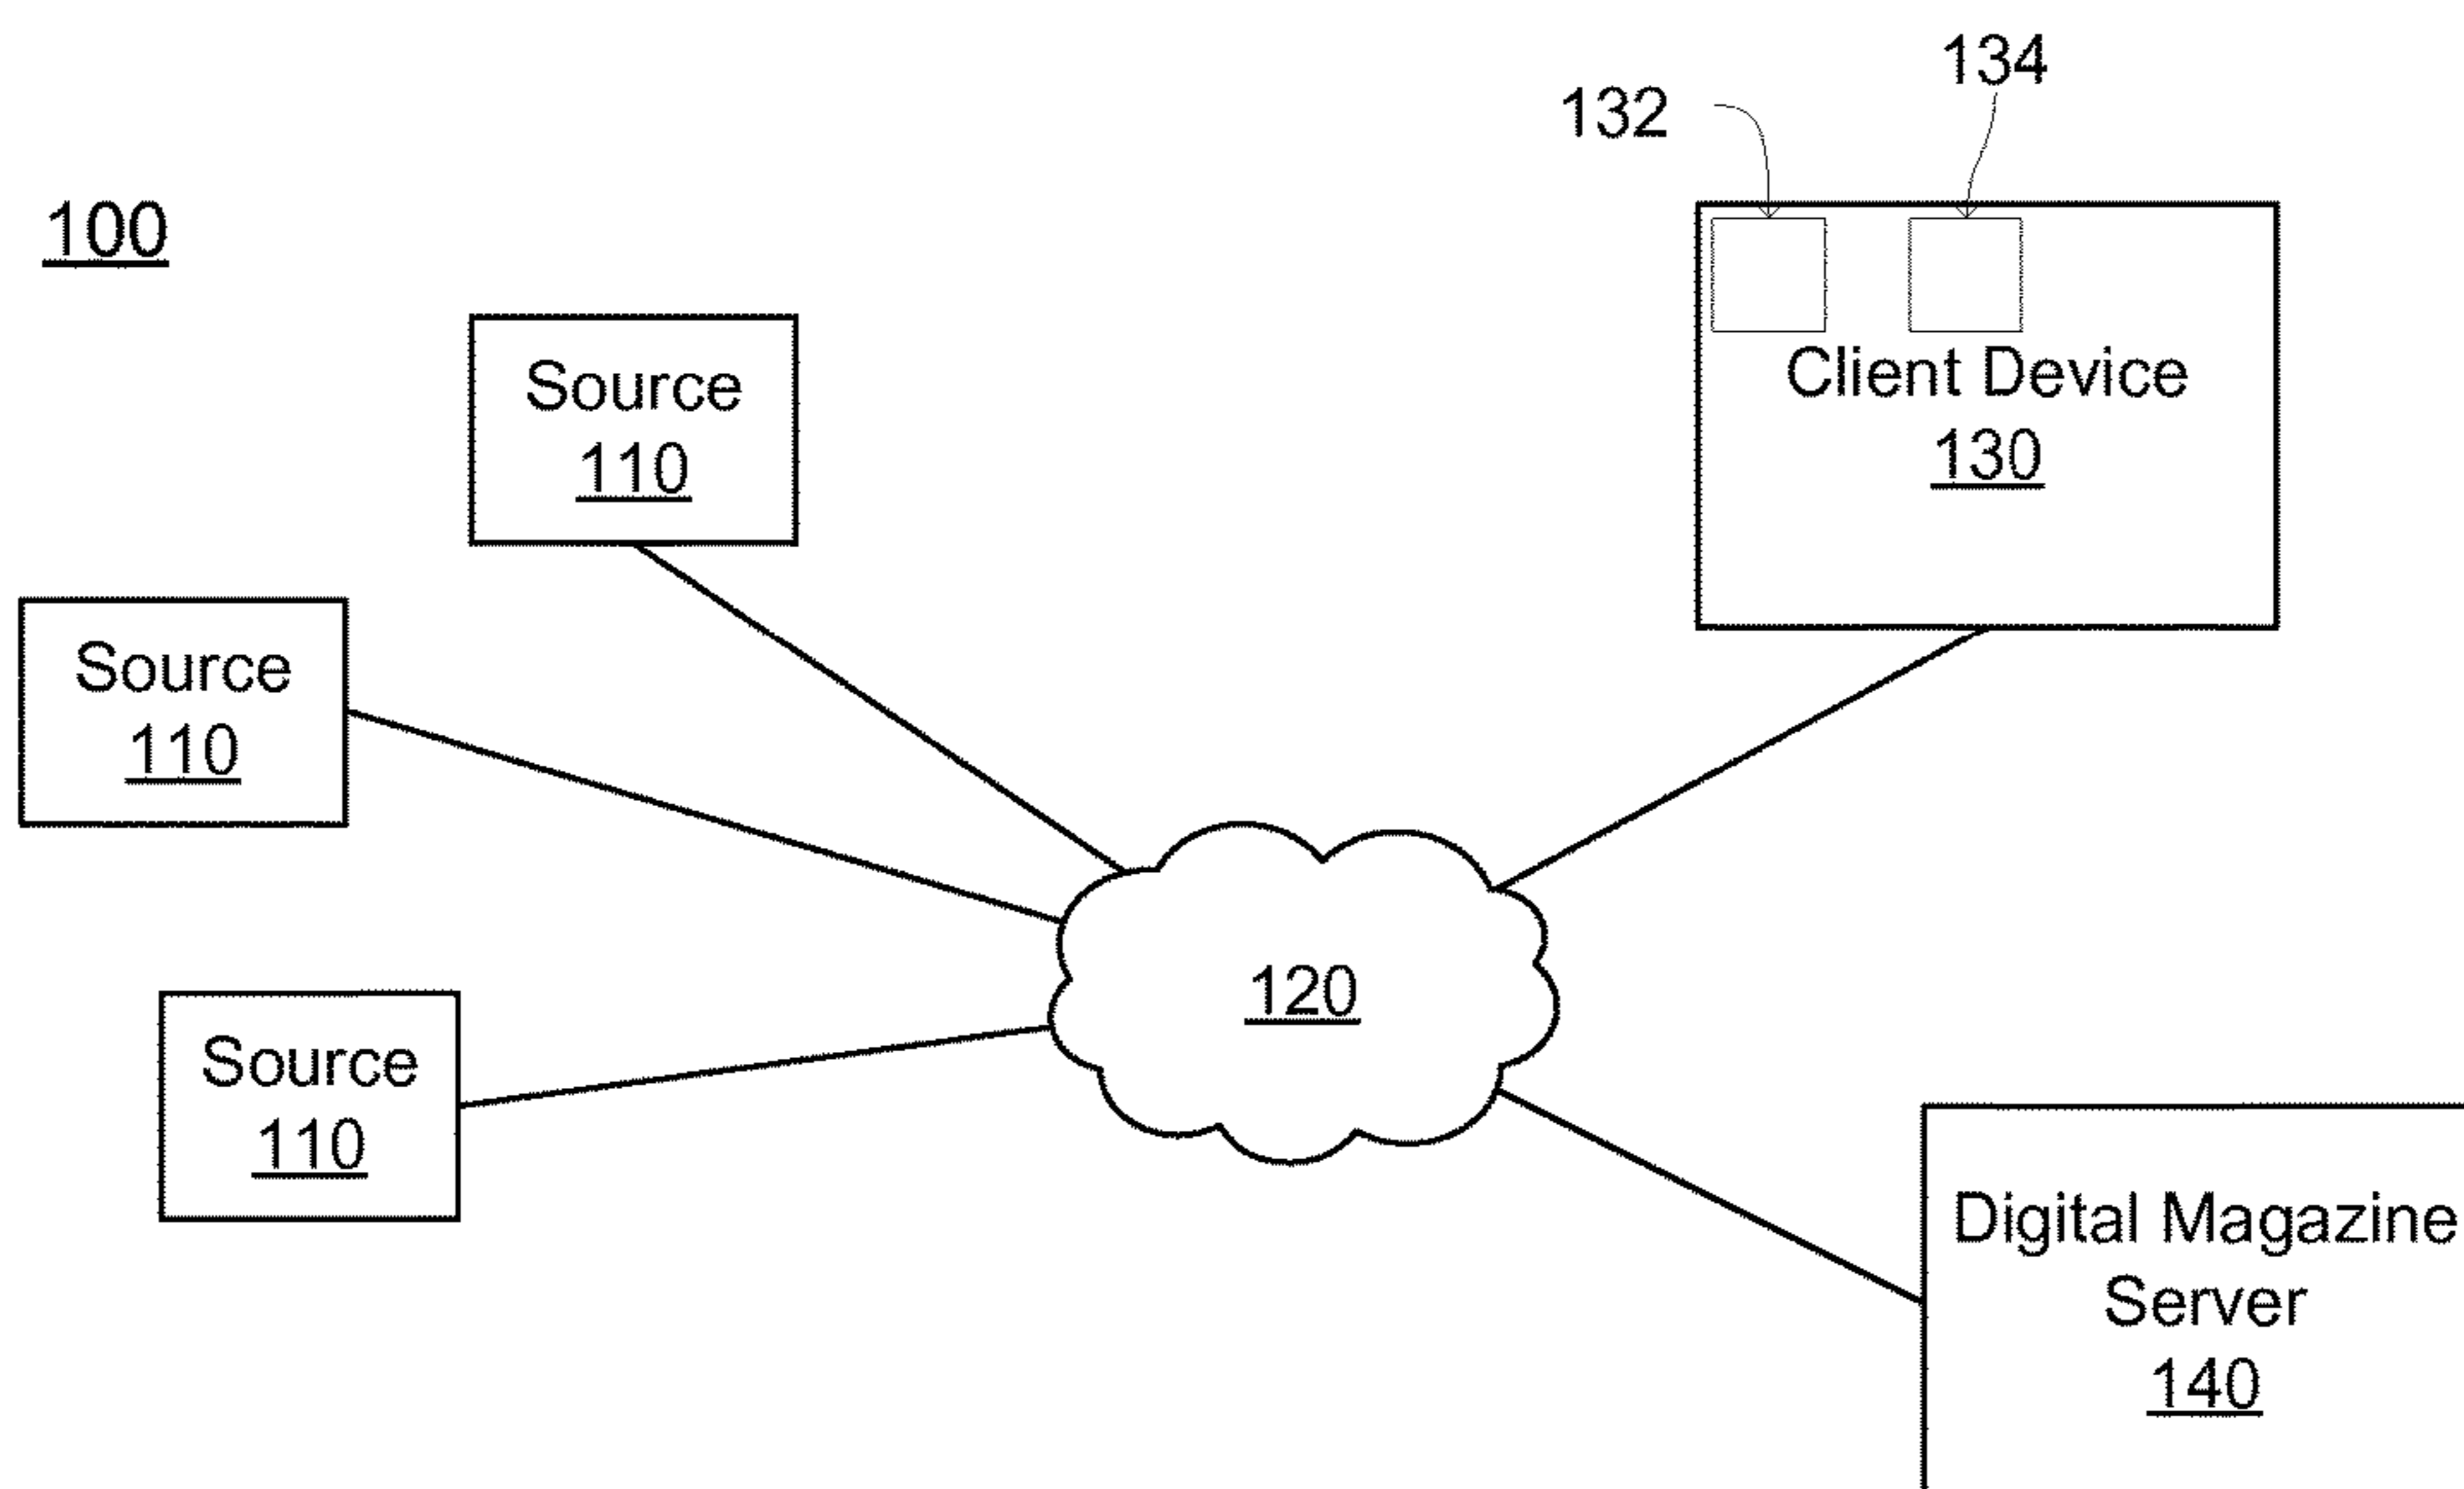 134
132
100
Source
110
Client Device
130
Source
110
120
Source
110
Digital Magazine
Server
140